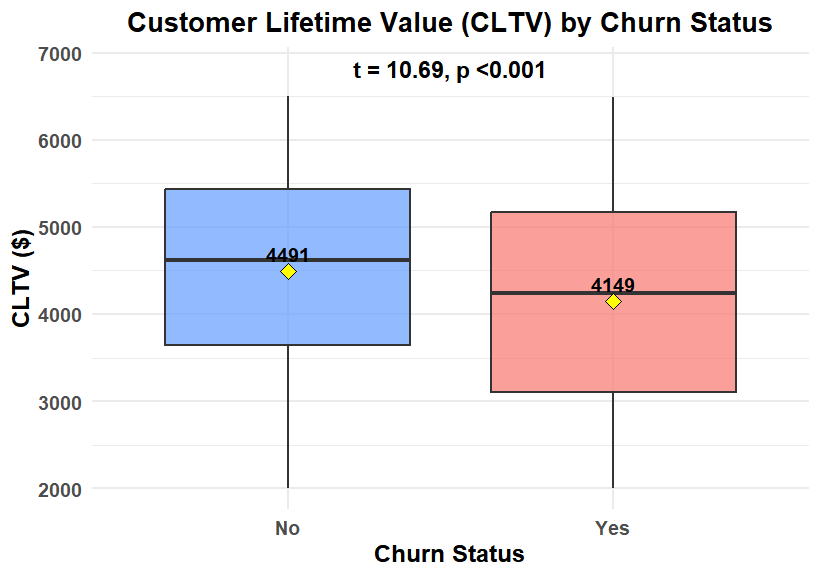 Customer Lifetime Value (CLTV) by Churn Status
t = 10.69, p <0.001
CLTV ($)
7000
6000
5000
4000
3000
2000
4491
4149
No
Yes
Churn Status